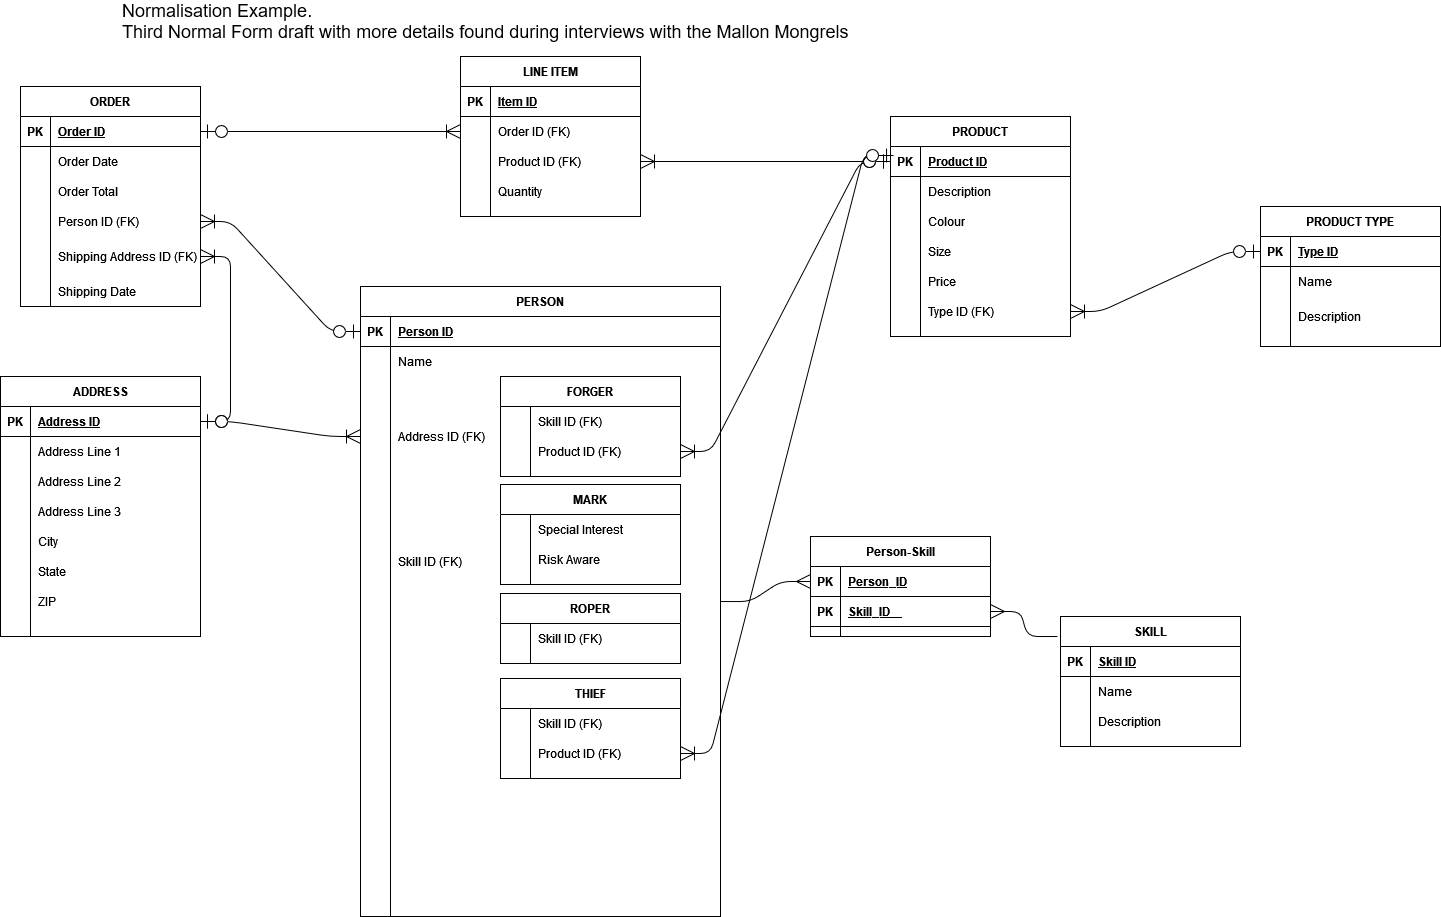 Normalisation Example.
Third Normal Form draft with more details found during interviews with the Mallon Mongrels
ORDER
PK Order ID
Order Date
Order Total
Person ID (FK)
Shipping Address ID (FK)
Shipping Date
LINE ITEM
PK Item ID
Order ID (FK)
Product ID (FK)
Quantity
PRODUCT
PK Product ID
Description
Colour
Size
Price
Type ID (FK)
PRODUCT TYPE
PK Type ID
Name
Description
ADDRESS
PK Address ID
Address Line 1
Address Line 2
Address Line 3
City
State
ZIP
PERSON
PK Person ID
Name
Address ID (FK)
Skill ID (FK)
FORGER
Skill ID (FK)
Product ID (FK)
MARK
Special Interest
Risk Aware
ROPER
Skill ID (FK)
THIEF
Skill ID (FK)
Product ID (FK)
Person-Skill
PK Person_ID
PK Skill_ID
SKILL
PK Skill ID
Name
Description